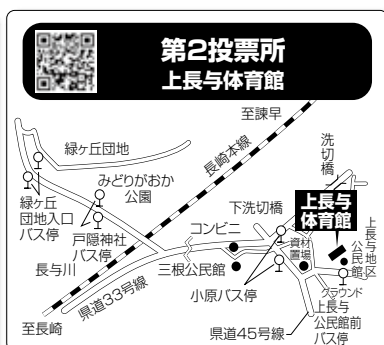 第2投票所
上長与体育館
至諫早
長崎本線
洗切橋
緑ヶ丘団地
みどりがおか
公園
下洗切橋
上長与
体育館
緑ヶ丘
団地入口
バス停
戸隠神社
バス停
コンビニ
資材
置場
上長与地区
公民館
長与川
三根公民館
県道33号線
小原バス停
グラウンド
上長与
公民館前
バス停
至長崎
県道45号線